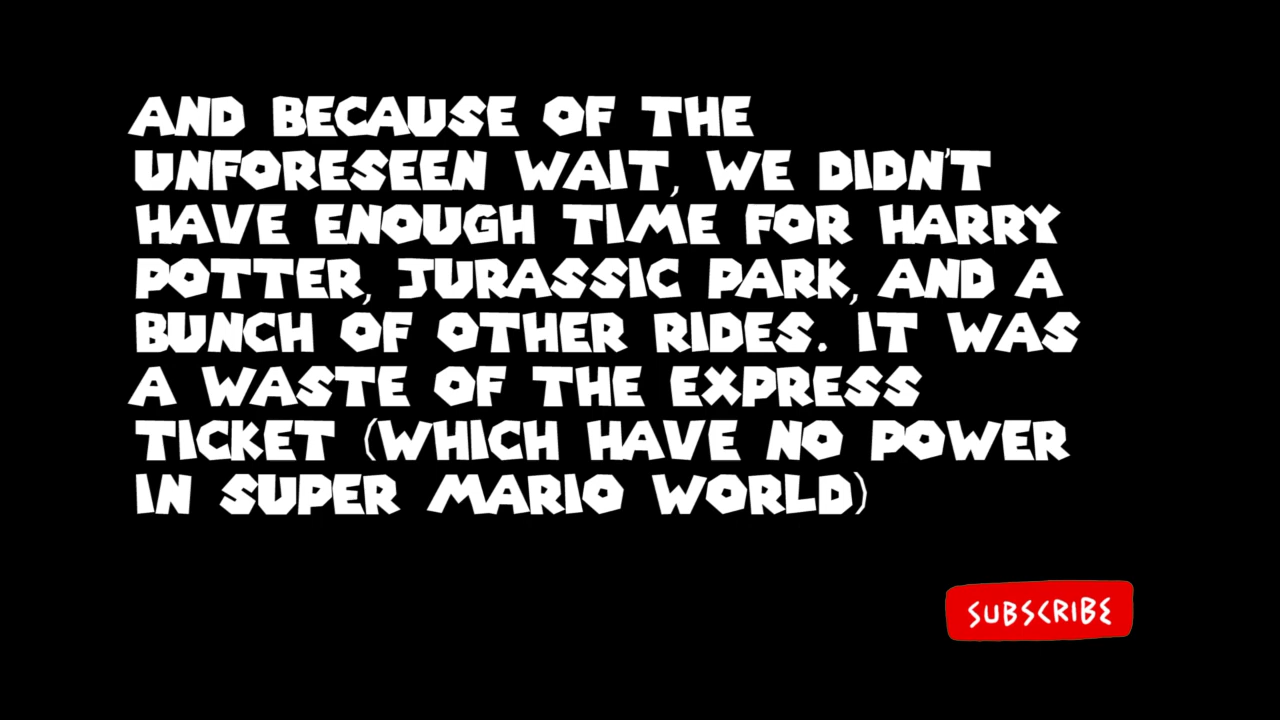 AND BECAUSE OF THE
UNFORESEEN WAIT, WE DIDN'T
HAVE ENOUGH TIME FOR HARRY
POTTER, JURASSIC PARK, AND A
BUNCH OF OTHER RIDES. IT WAS
A WASTE OF THE EXPRESS
TICKET (WHICH HAVE NO POWER
IN SUPER MARIO WORLD)
SUBSCRIBE